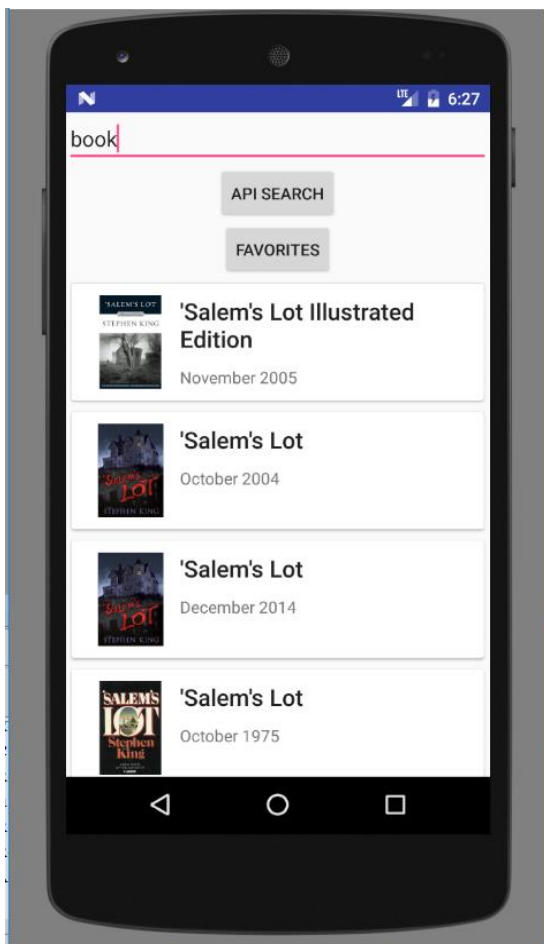 LTE 6:27
book
API SEARCH
FAVORITES
'SALEM'S LOT
STEPHEN KING
'Salem's Lot Illustrated
Edition
November 2005
Salem's
LOT
STEPHEN KING
'Salem's Lot
October 2004
Salem's
LOT
STEPHEN KING
'Salem's Lot
December 2014
'SALEM'S
LOT
Stephen
King
'Salem's Lot
October 1975